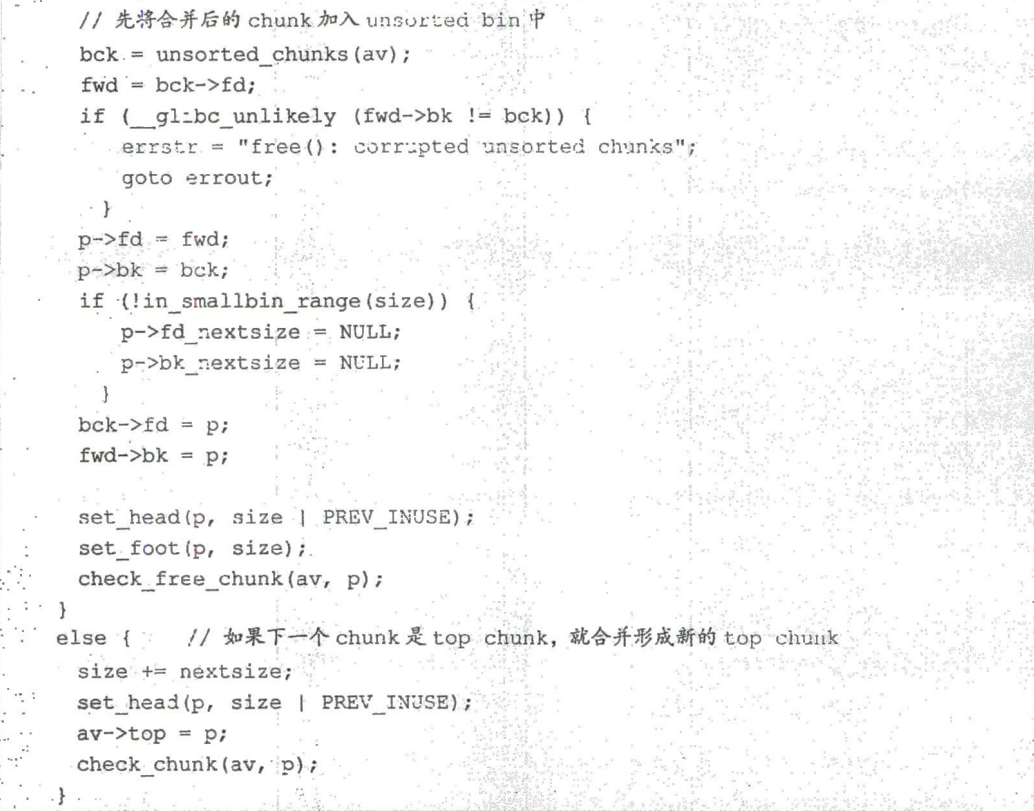 // 先将合并后的 chunk 加入 unsorted bin 中
bck = unsorted_chunks(av);
fwd = bck->fd;
if (__glibc_unlikely (fwd->bk != bck)) {
errstr = "free(): corrupted unsorted chunks";
goto errout;
}
p->fd = fwd;
p->bk = bck;
if (!in_smallbin_range(size)) {
p->fd_nextsize = NULL;
p->bk_nextsize = NULL;
}
bck->fd = p;
fwd->bk = p;
set_head(p, size | PREV_INUSE);
set_foot(p, size);
check_free_chunk(av, p);
}
else { // 如果下一个 chunk 是 top chunk，就合并形成新的 top chunk
size += nextsize;
set_head(p, size | PREV_INUSE);
av->top = p;
check_chunk(av, p);
}